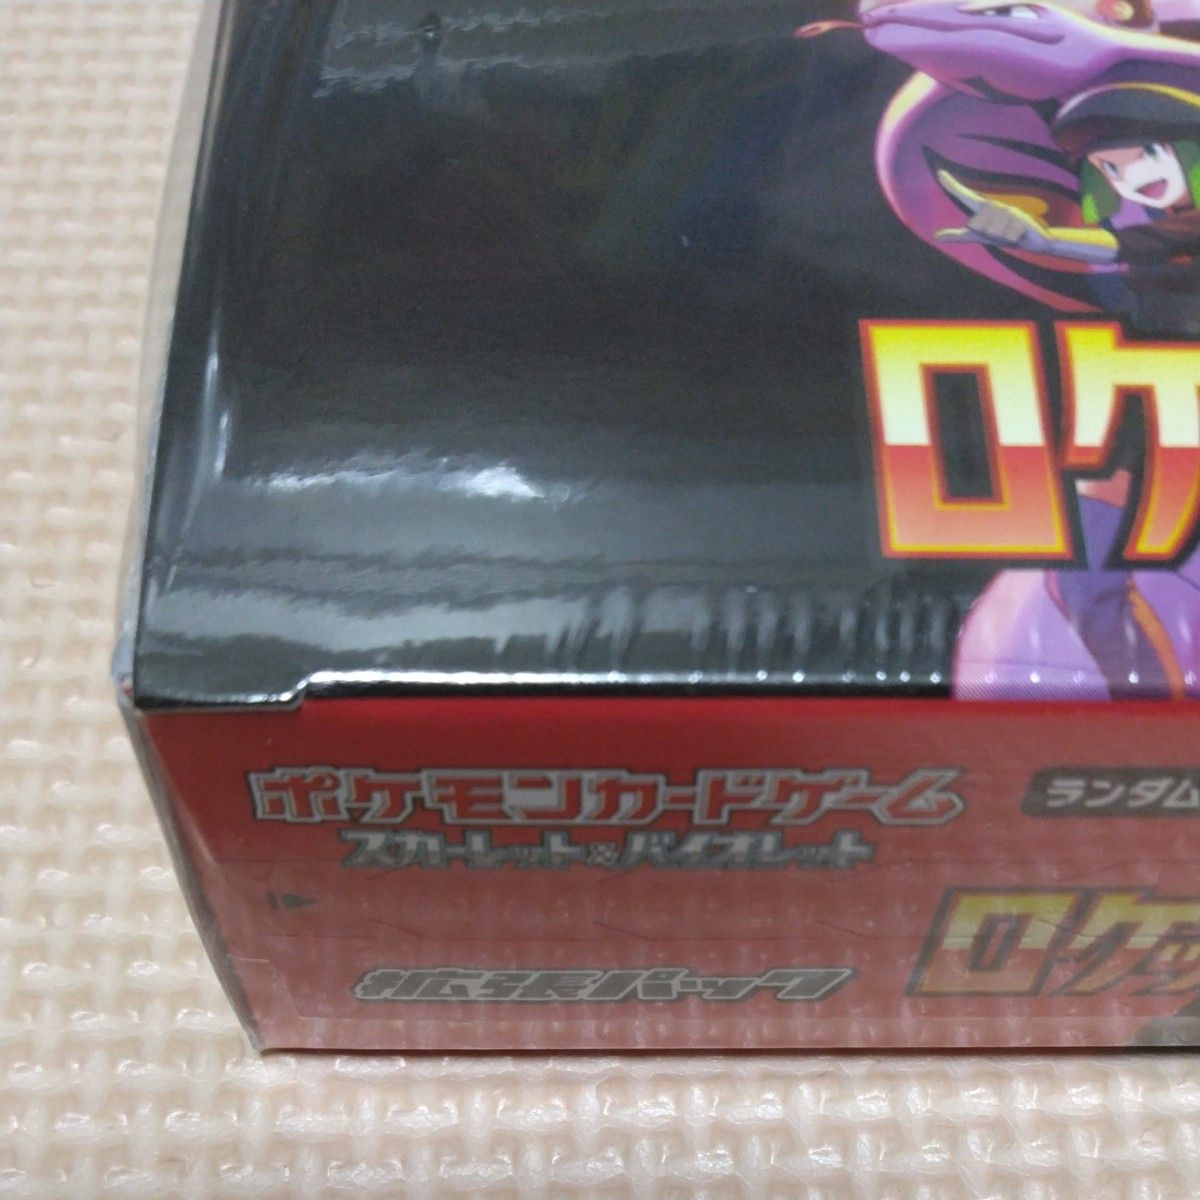 ロケ
ポケモンカードゲーム
スカーレット&バイオレット
ランダム
拡張パック
ロケッ